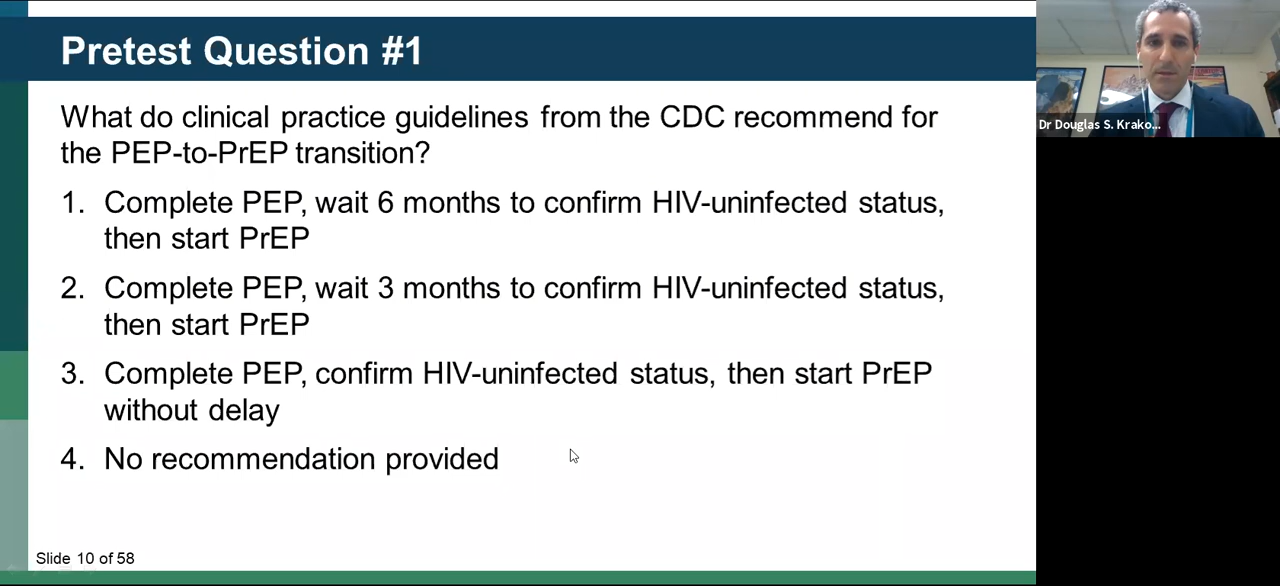 Pretest Question #1
What do clinical practice guidelines from the CDC recommend for
the PEP-to-PrEP transition?
1. Complete PEP, wait 6 months to confirm HIV-uninfected status,
then start PrEP
2. Complete PEP, wait 3 months to confirm HIV-uninfected status,
then start PrEP
3. Complete PEP, confirm HIV-uninfected status, then start PrEP
without delay
4. No recommendation provided
Slide 10 of 58
Dr Douglas S. Krako...